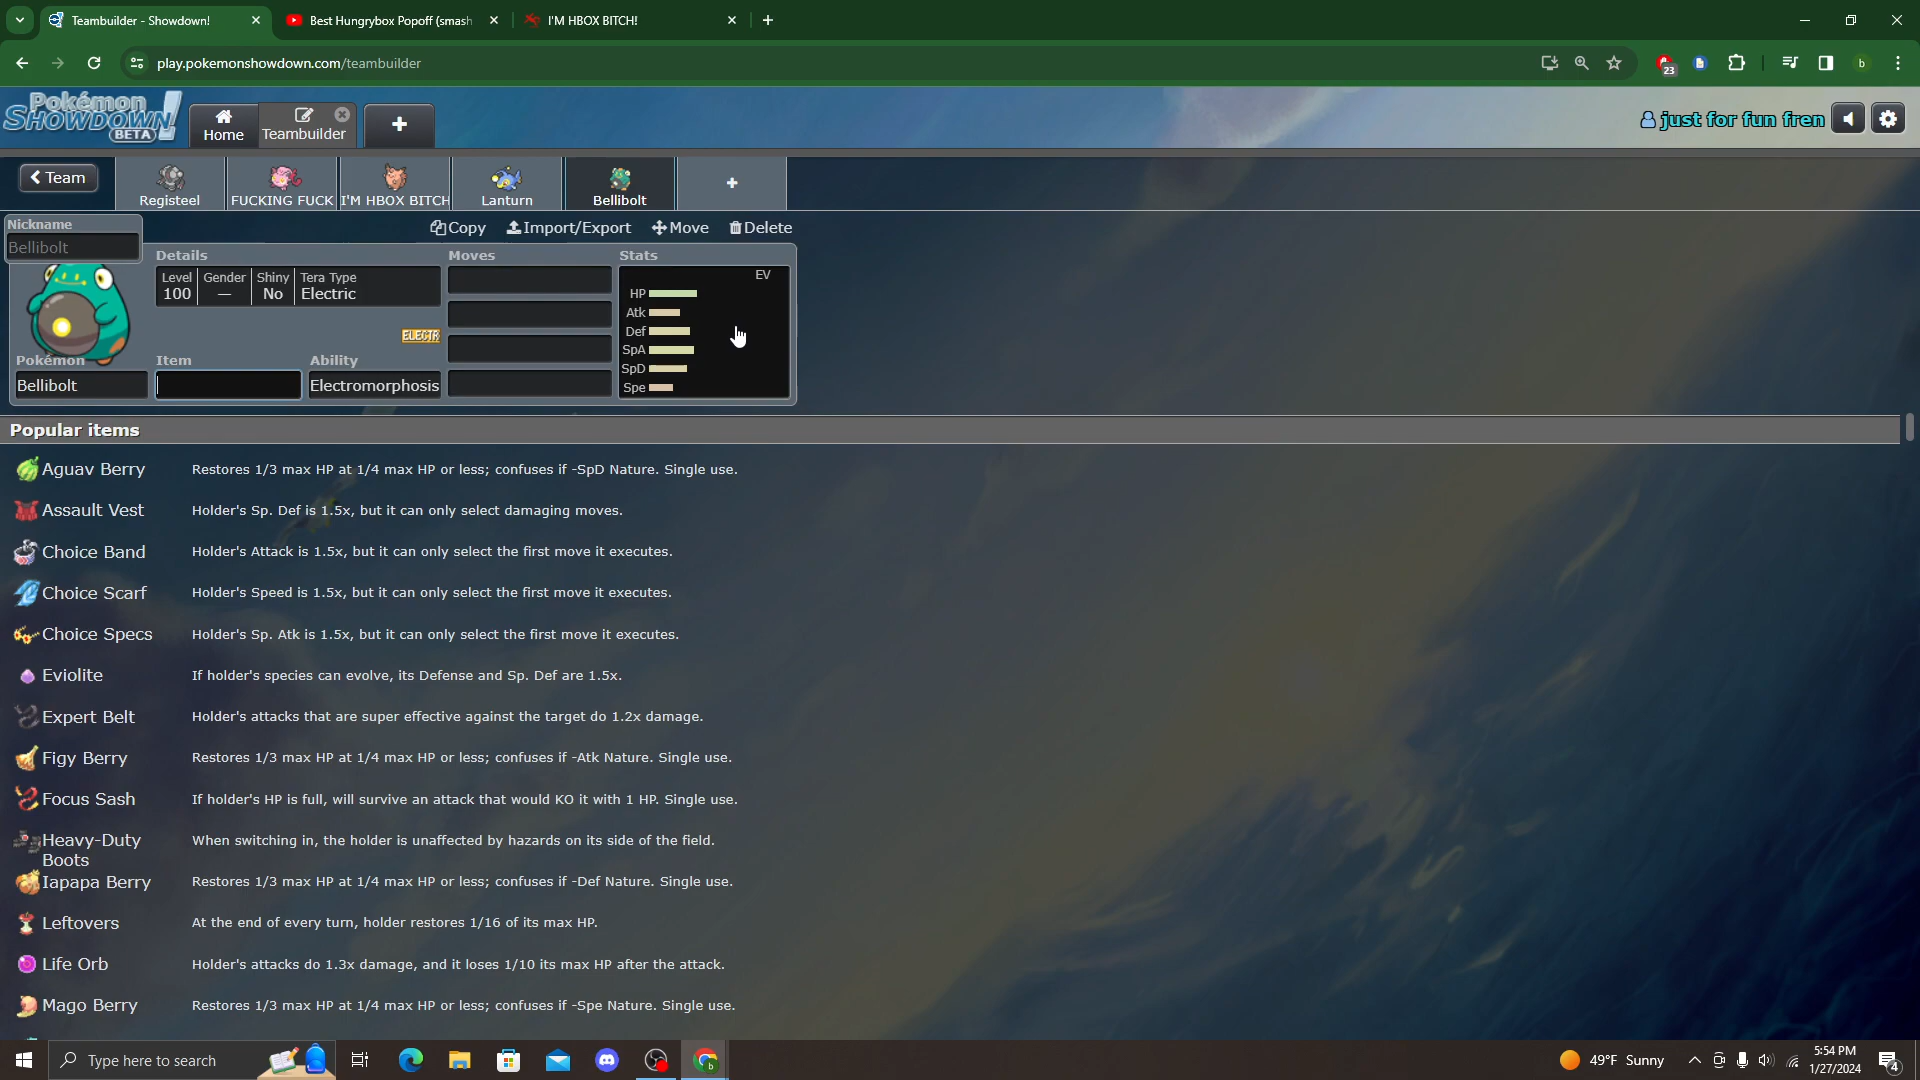 Teambuilder - Showdown!
Best Hungrybox Popoff (smash
I'M HBOX BITCH!
play.pokemonshowdown.com/teambuilder
23
b
Pokémon
SHOWDOWN!
BETA
Home
Teambuilder
+
just for fun fren
Team
Registeel
FUCKING FUCK
I'M HBOX BITCH
Lanturn
Bellibolt
+
Nickname
Bellibolt
Copy
Import/Export
Move
Delete
Details
Moves
Stats
Level
100
Gender
—
Shiny
No
Tera Type
Electric
EV
HP
Atk
Def
SpA
SpD
Spe
ELECTR
Pokémon
Item
Ability
Bellibolt
Electromorphosis
Popular items
Aguav Berry Restores 1/3 max HP at 1/4 max HP or less; confuses if -SpD Nature. Single use.
Assault Vest Holder's Sp. Def is 1.5x, but it can only select damaging moves.
Choice Band Holder's Attack is 1.5x, but it can only select the first move it executes.
Choice Scarf Holder's Speed is 1.5x, but it can only select the first move it executes.
Choice Specs Holder's Sp. Atk is 1.5x, but it can only select the first move it executes.
Eviolite If holder's species can evolve, its Defense and Sp. Def are 1.5x.
Expert Belt Holder's attacks that are super effective against the target do 1.2x damage.
Figy Berry Restores 1/3 max HP at 1/4 max HP or less; confuses if -Atk Nature. Single use.
Focus Sash If holder's HP is full, will survive an attack that would KO it with 1 HP. Single use.
Heavy-Duty Boots When switching in, the holder is unaffected by hazards on its side of the field.
Iapapa Berry Restores 1/3 max HP at 1/4 max HP or less; confuses if -Def Nature. Single use.
Leftovers At the end of every turn, holder restores 1/16 of its max HP.
Life Orb Holder's attacks do 1.3x damage, and it loses 1/10 its max HP after the attack.
Mago Berry Restores 1/3 max HP at 1/4 max HP or less; confuses if -Spe Nature. Single use.
Type here to search
49°F Sunny
5:54 PM
1/27/2024
4